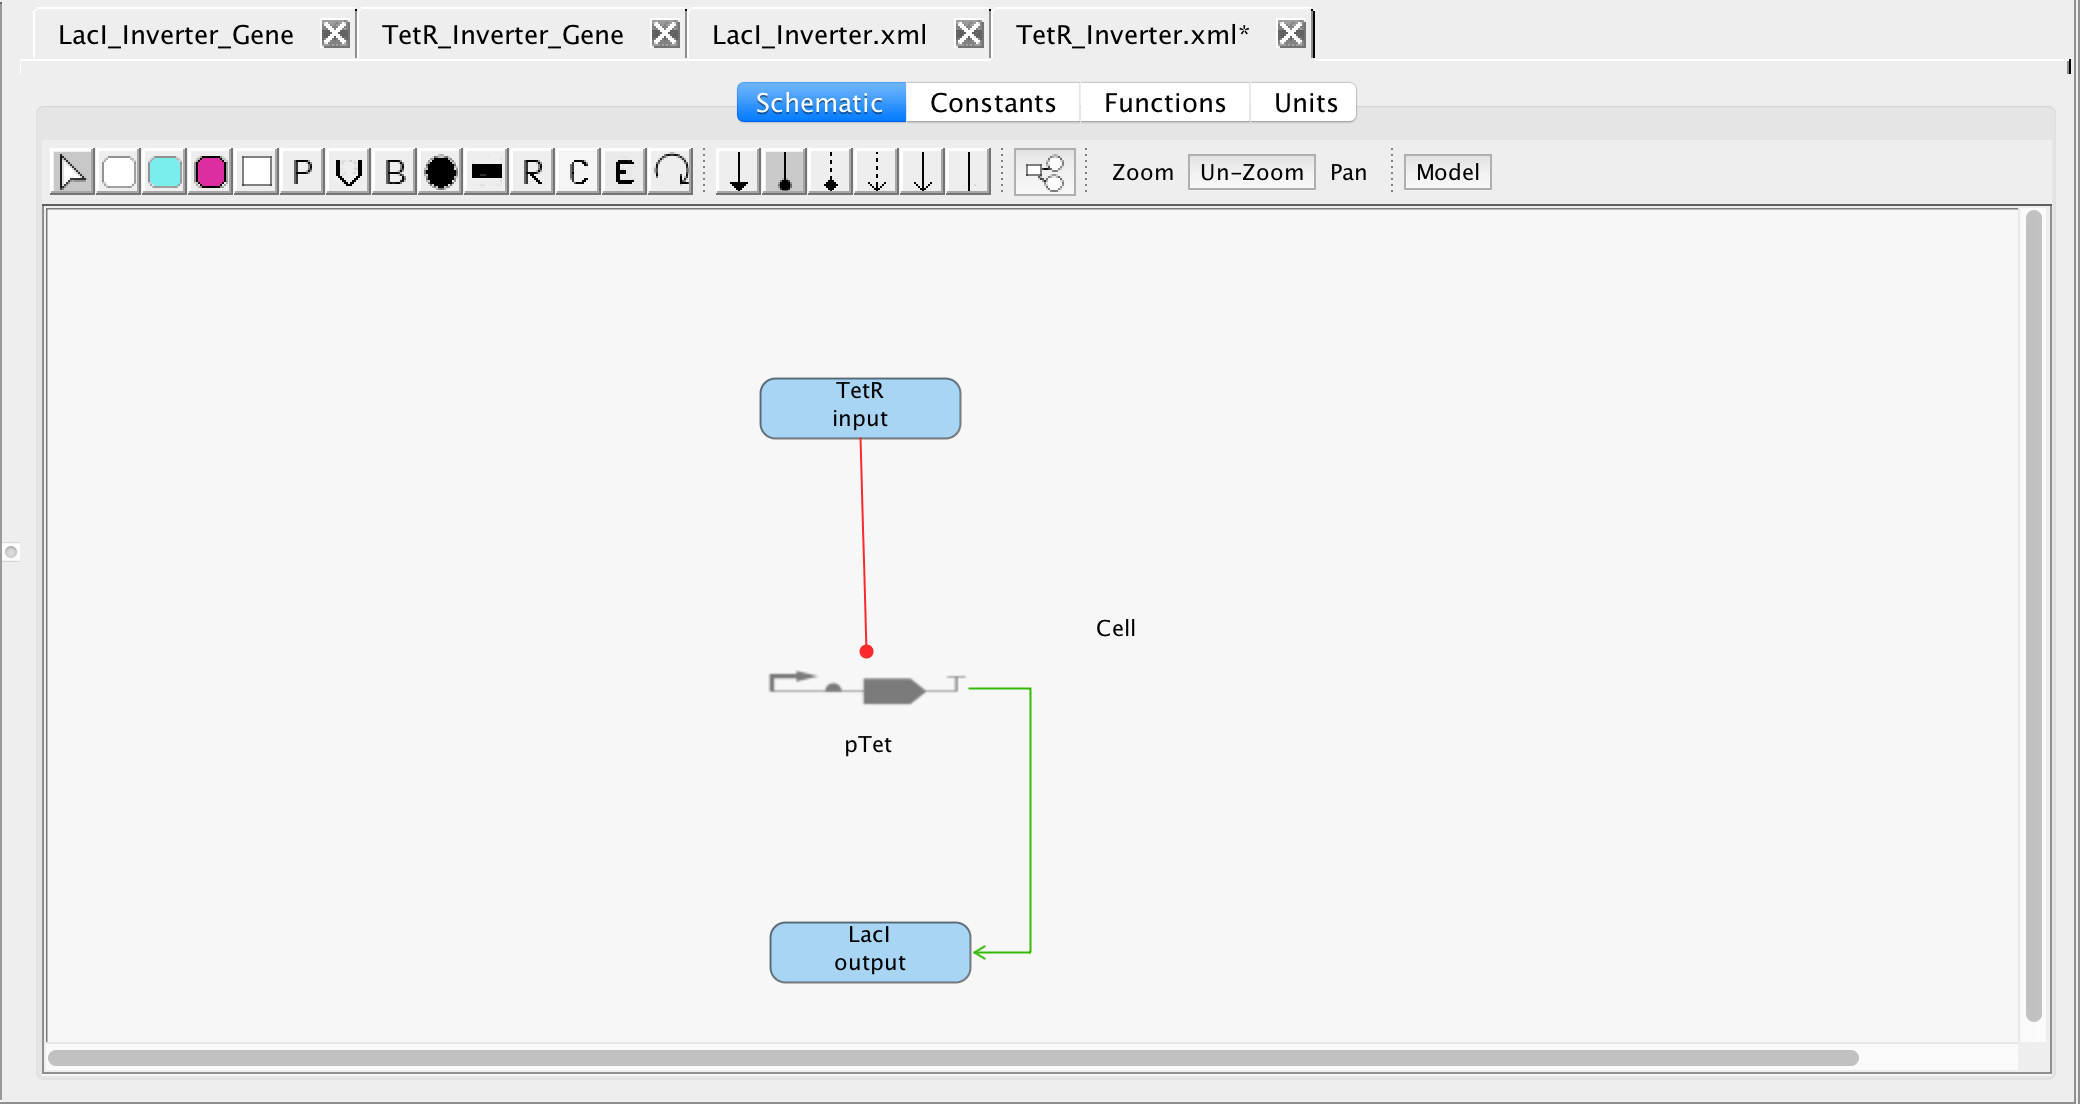 LacI_Inverter_Gene TetR_Inverter_Gene LacI_Inverter.xml TetR_Inverter.xml*
Schematic Constants Functions Units
P V B R C E Zoom Un-Zoom Pan Model
TetR
input
Cell
pTet
LacI
output